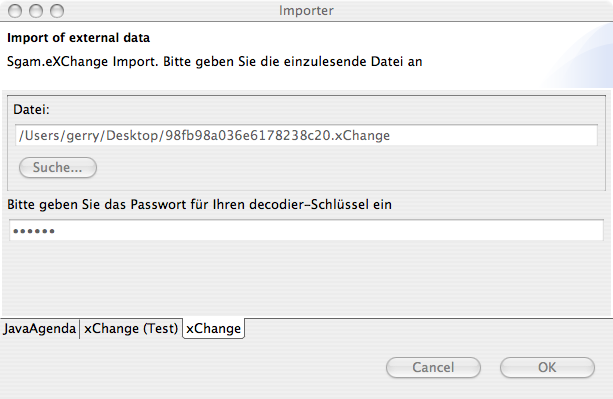 Importer
Import of external data
Sgam.eXChange Import. Bitte geben Sie die einzulesende Datei an
Datei:
/Users/gerry/Desktop/98fb98a036e6178238c20.xChange
Suche...
Bitte geben Sie das Passwort für Ihren decodier-Schlüssel ein
••••••
JavaAgenda xChange (Test) xChange
Cancel OK